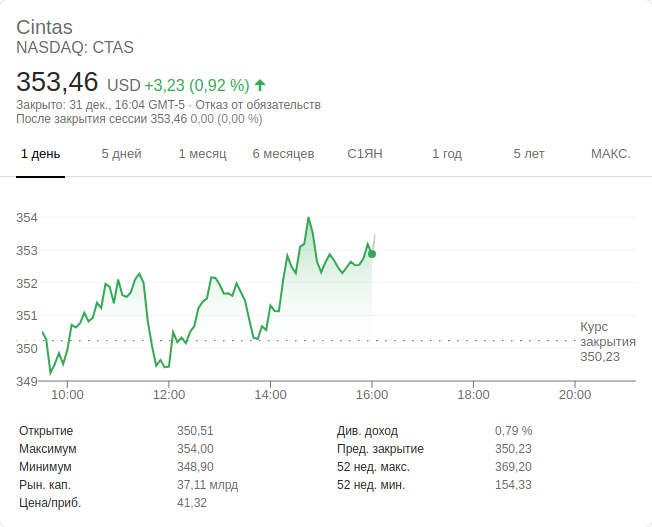 Cintas
NASDAQ: CTAS
353,46 USD +3,23 (0,92 %)
Закрыто: 31 дек., 16:04 GMT-5 · Отказ от обязательств
После закрытия сессии 353,46 0,00 (0,00 %)
1 день 5 дней 1 месяц 6 месяцев С1ЯН 1 год 5 лет МАКС.
354
353
352
351
350
349
Курс
закрытия
350,23
10:00 12:00 14:00 16:00 18:00 20:00
Открытие 350,51 Див. доход 0,79 %
Максимум 354,00 Пред. закрытие 350,23
Минимум 348,90 52 нед. макс. 369,20
Рын. кап. 37,11 млрд 52 нед. мин. 154,33
Цена/приб. 41,32